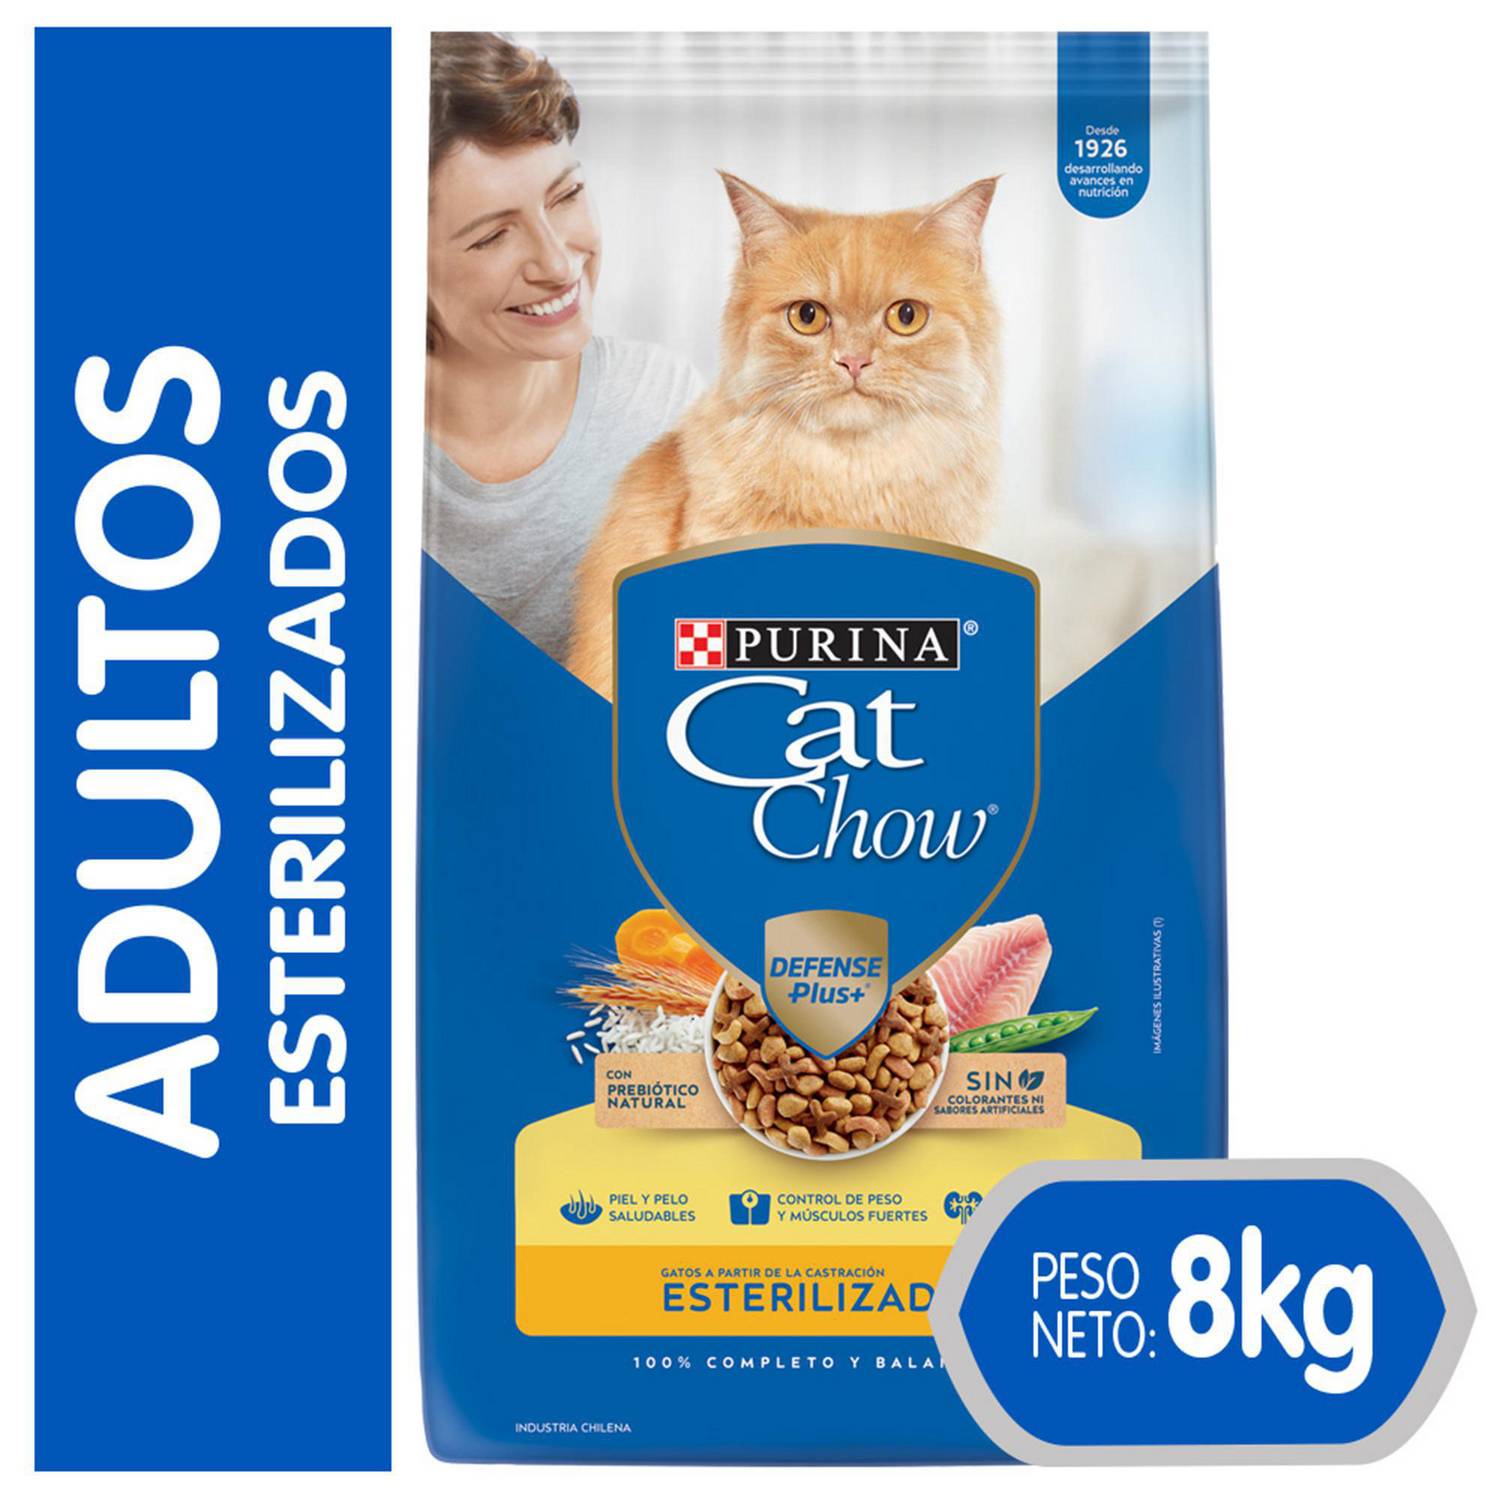 ADULTOS
ESTERILIZADOS
Desde
1926
desarrollando
avances en
nutrición
PURINA®
Cat
Chow®
DEFENSE
Plus+®
IMÁGENES ILUSTRATIVAS (1)
CON
PREBIÓTICO
NATURAL
SIN
COLORANTES NI
SABORES ARTIFICIALES
PIEL Y PELO
SALUDABLES
CONTROL DE PESO
Y MÚSCULOS FUERTES
GATOS A PARTIR DE LA CASTRACIÓN
ESTERILIZAD
100% COMPLETO Y BALA
INDUSTRIA CHILENA
PESO
NETO: 8kg